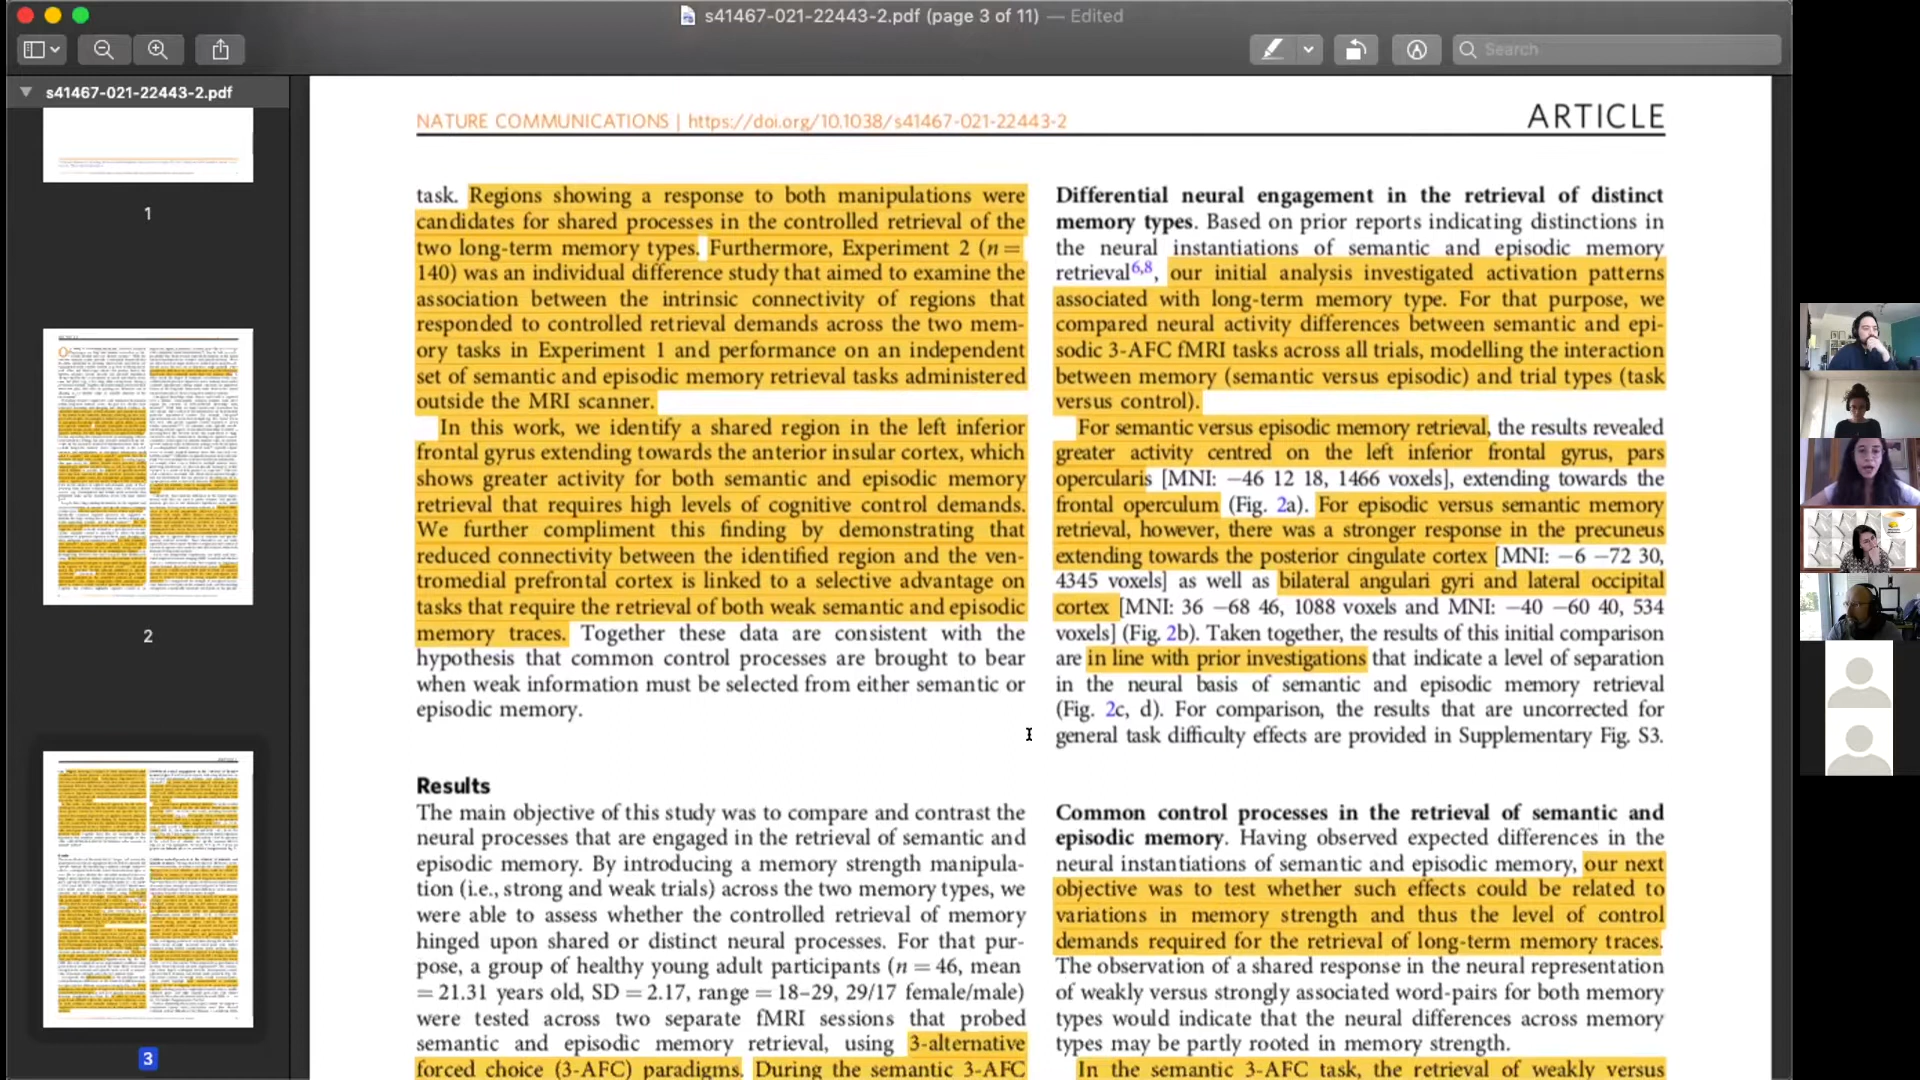 s41467-021-22443-2.pdf (page 3 of 11) — Edited
Search
s41467-021-22443-2.pdf
1
2
3
NATURE COMMUNICATIONS | https://doi.org/10.1038/s41467-021-22443-2
ARTICLE
task. Regions showing a response to both manipulations were
candidates for shared processes in the controlled retrieval of the
two long-term memory types. Furthermore, Experiment 2 (n =
140) was an individual difference study that aimed to examine the
association between the intrinsic connectivity of regions that
responded to controlled retrieval demands across the two mem-
ory tasks in Experiment 1 and performance on an independent
set of semantic and episodic memory retrieval tasks administered
outside the MRI scanner.
In this work, we identify a shared region in the left inferior
frontal gyrus extending towards the anterior insular cortex, which
shows greater activity for both semantic and episodic memory
retrieval that requires high levels of cognitive control demands.
We further compliment this finding by demonstrating that
reduced connectivity between the identified region and the ven-
tromedial prefrontal cortex is linked to a selective advantage on
tasks that require the retrieval of both weak semantic and episodic
memory traces. Together these data are consistent with the
hypothesis that common control processes are brought to bear
when weak information must be selected from either semantic or
episodic memory.
Results
The main objective of this study was to compare and contrast the
neural processes that are engaged in the retrieval of semantic and
episodic memory. By introducing a memory strength manipula-
tion (i.e., strong and weak trials) across the two memory types, we
were able to assess whether the controlled retrieval of memory
hinged upon shared or distinct neural processes. For that pur-
pose, a group of healthy young adult participants (n = 46, mean
= 21.31 years old, SD = 2.17, range = 18–29, 29/17 female/male)
were tested across two separate fMRI sessions that probed
semantic and episodic memory retrieval, using 3-alternative
forced choice (3-AFC) paradigms. During the semantic 3-AFC
Differential neural engagement in the retrieval of distinct
memory types. Based on prior reports indicating distinctions in
the neural instantiations of semantic and episodic memory
retrieval6,8, our initial analysis investigated activation patterns
associated with long-term memory type. For that purpose, we
compared neural activity differences between semantic and epi-
sodic 3-AFC fMRI tasks across all trials, modelling the interaction
between memory (semantic versus episodic) and trial types (task
versus control).
For semantic versus episodic memory retrieval, the results revealed
greater activity centred on the left inferior frontal gyrus, pars
opercularis [MNI: −46 12 18, 1466 voxels], extending towards the
frontal operculum (Fig. 2a). For episodic versus semantic memory
retrieval, however, there was a stronger response in the precuneus
extending towards the posterior cingulate cortex [MNI: −6 −72 30,
4345 voxels] as well as bilateral angulari gyri and lateral occipital
cortex [MNI: 36 −68 46, 1088 voxels and MNI: −40 −60 40, 534
voxels] (Fig. 2b). Taken together, the results of this initial comparison
are in line with prior investigations that indicate a level of separation
in the neural basis of semantic and episodic memory retrieval
(Fig. 2c, d). For comparison, the results that are uncorrected for
general task difficulty effects are provided in Supplementary Fig. S3.
Common control processes in the retrieval of semantic and
episodic memory. Having observed expected differences in the
neural instantiations of semantic and episodic memory, our next
objective was to test whether such effects could be related to
variations in memory strength and thus the level of control
demands required for the retrieval of long-term memory traces.
The observation of a shared response in the neural representation
of weakly versus strongly associated word-pairs for both memory
types would indicate that the neural differences across memory
types may be partly rooted in memory strength.
In the semantic 3-AFC task, the retrieval of weakly versus